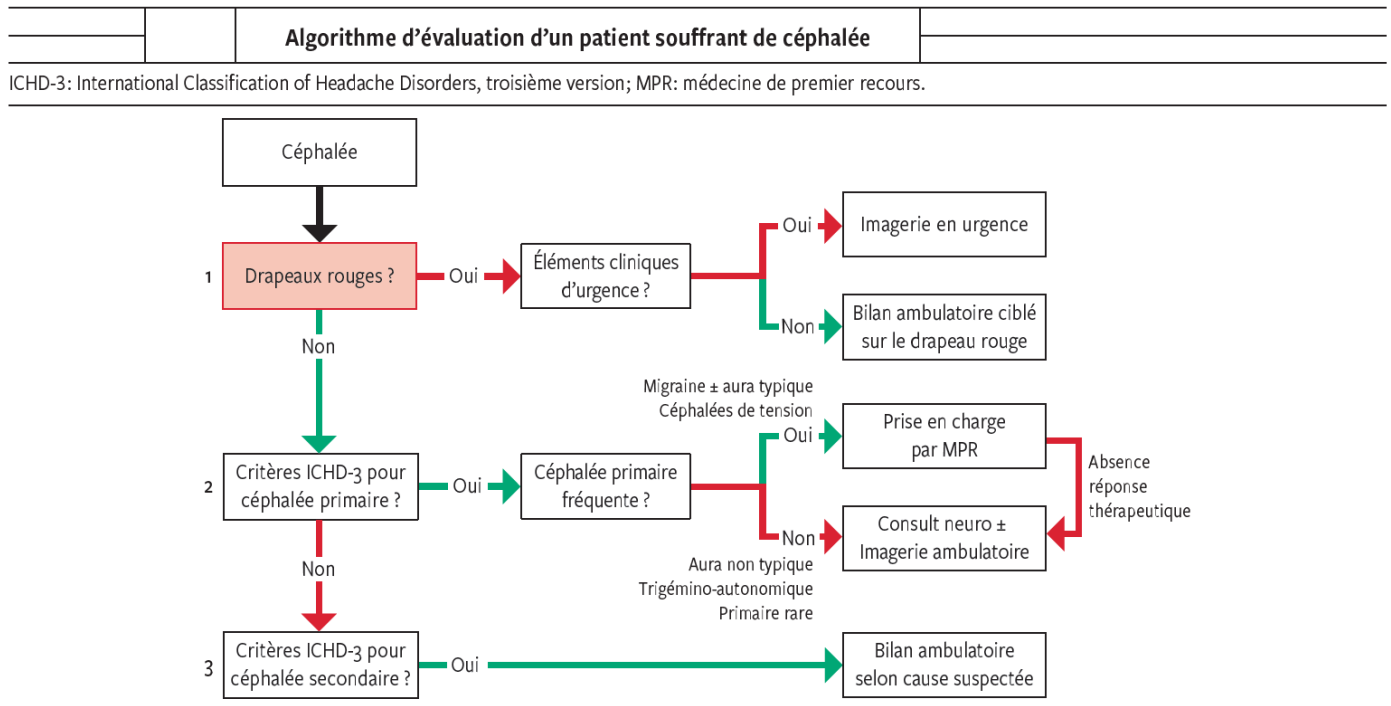 Algorithme d'évaluation d'un patient souffrant de céphalée
ICHD-3: International Classification of Headache Disorders, troisième version; MPR: médecine de premier recours.
Céphalée
1
Drapeaux rouges ?
Oui
Éléments cliniques
d'urgence ?
Oui
Imagerie en urgence
Non
Bilan ambulatoire ciblé
sur le drapeau rouge
Non
2
Critères ICHD-3 pour
céphalée primaire ?
Oui
Céphalée primaire
fréquente ?
Migraine ± aura typique
Céphalées de tension
Oui
Prise en charge
par MPR
Absence
réponse
thérapeutique
Non
Aura non typique
Trigémino-autonomique
Primaire rare
Consult neuro ±
Imagerie ambulatoire
Non
3
Critères ICHD-3 pour
céphalée secondaire ?
Oui
Bilan ambulatoire
selon cause suspectée